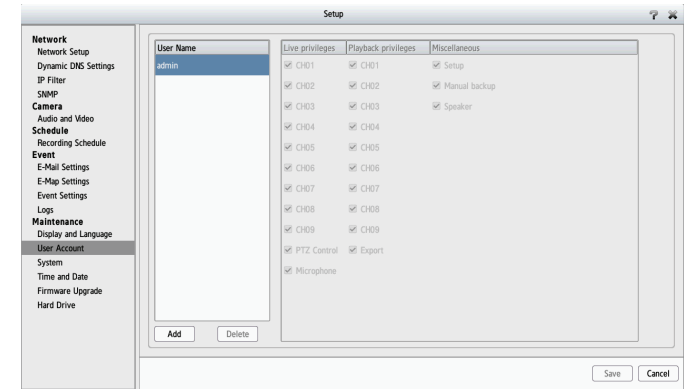 Setup
? ✖
Network
Network Setup
Dynamic DNS Settings
IP Filter
SNMP
Camera
Audio and Video
Schedule
Recording Schedule
Event
E-Mail Settings
E-Map Settings
Event Settings
Logs
Maintenance
Display and Language
User Account
System
Time and Date
Firmware Upgrade
Hard Drive
User Name
admin
Add Delete
Live privileges Playback privileges Miscellaneous
CH01 CH01 Setup
CH02 CH02 Manual backup
CH03 CH03 Speaker
CH04 CH04
CH05 CH05
CH06 CH06
CH07 CH07
CH08 CH08
CH09 CH09
PTZ Control Export
Microphone
Save Cancel